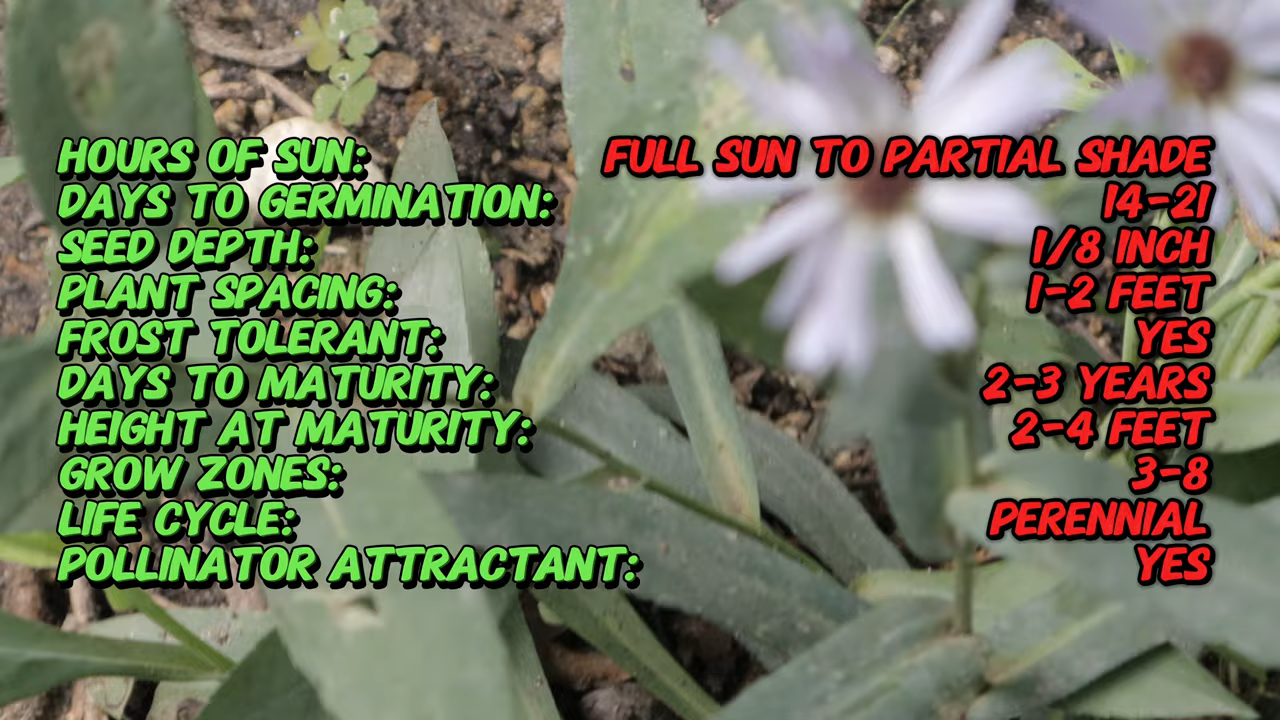 HOURS OF SUN: FULL SUN TO PARTIAL SHADE
DAYS TO GERMINATION: 14-21
SEED DEPTH: 1/8 INCH
PLANT SPACING: 1-2 FEET
FROST TOLERANT: YES
DAYS TO MATURITY: 2-3 YEARS
HEIGHT AT MATURITY: 2-4 FEET
GROW ZONES: 3-8
LIFE CYCLE: PERENNIAL
POLLINATOR ATTRACTANT: YES